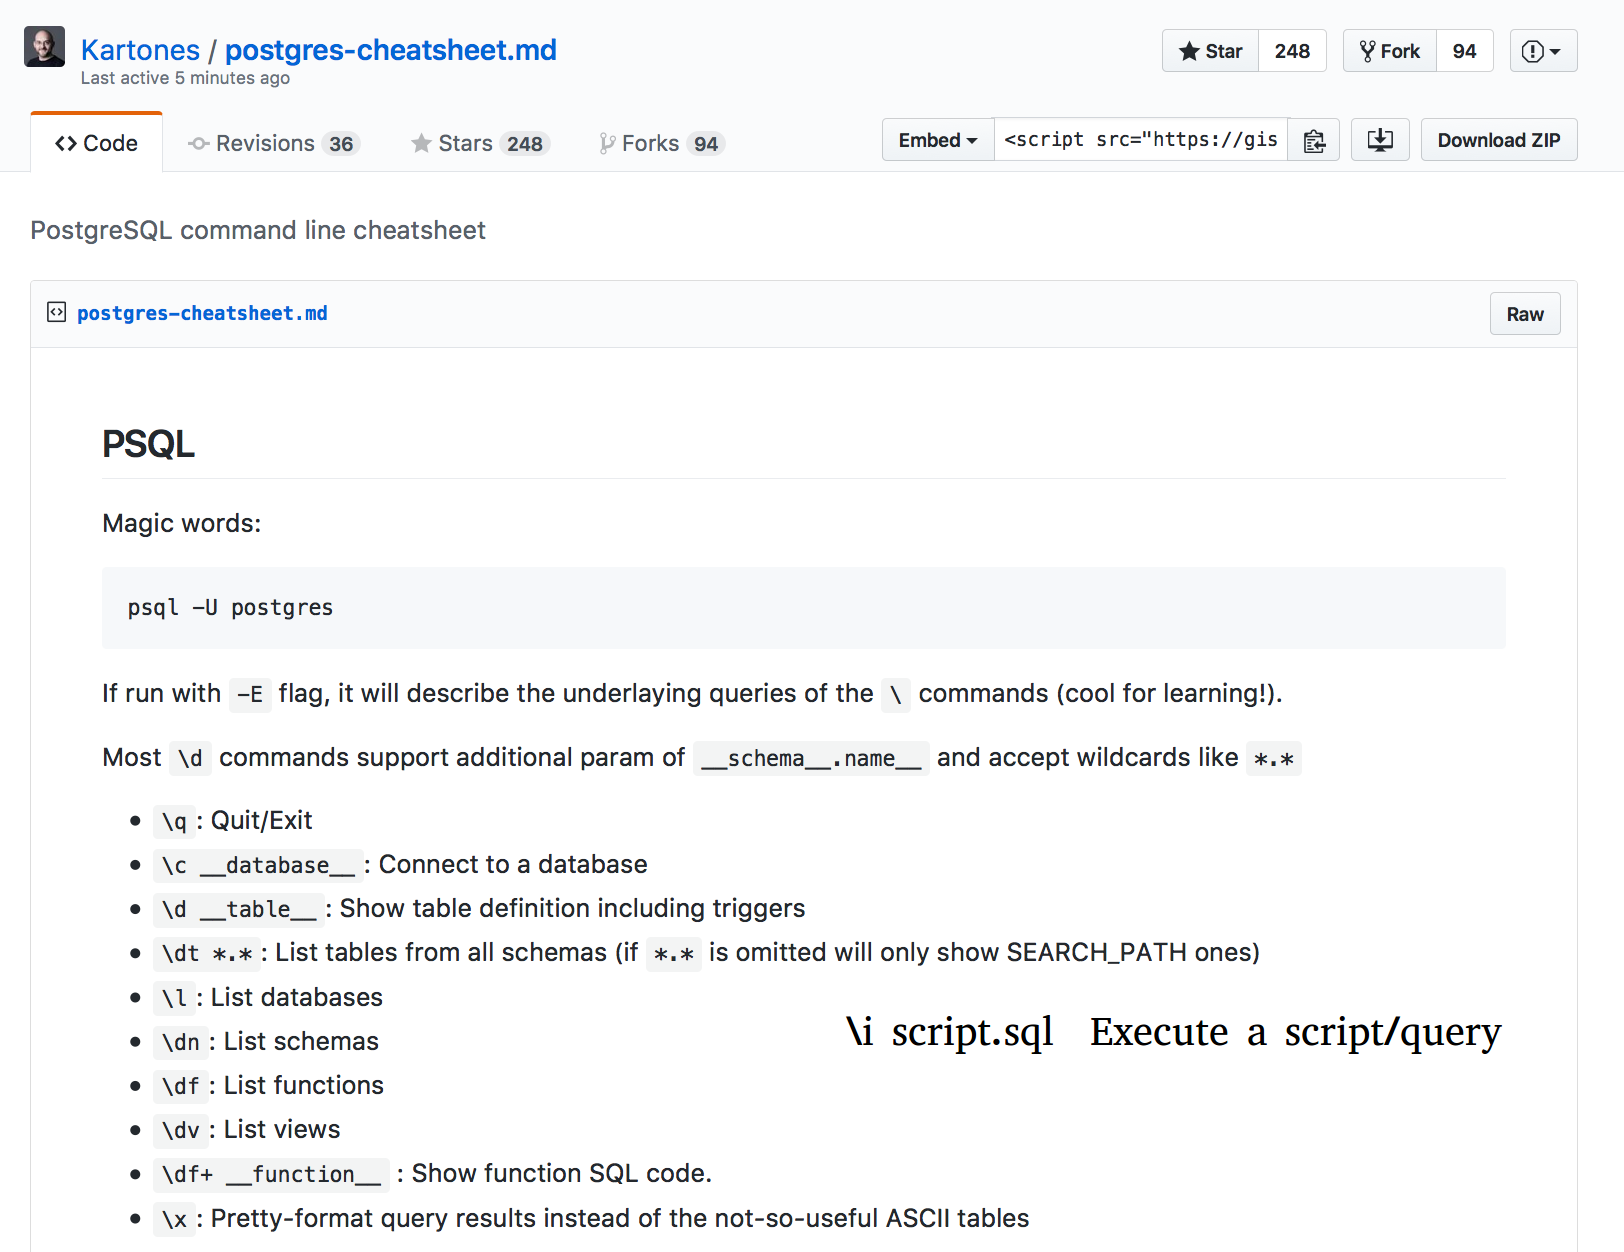 Kartones / postgres-cheatsheet.md
Last active 5 minutes ago
Star 248 Fork 94
Code Revisions 36 Stars 248 Forks 94
Embed <script src="https://gis Download ZIP
PostgreSQL command line cheatsheet
postgres-cheatsheet.md Raw
PSQL
Magic words:
psql -U postgres
If run with -E flag, it will describe the underlaying queries of the \ commands (cool for learning!).
Most \d commands support additional param of __schema__.name__ and accept wildcards like *.*
\q : Quit/Exit
\c __database__ : Connect to a database
\d __table__ : Show table definition including triggers
\dt *.* : List tables from all schemas (if *.* is omitted will only show SEARCH_PATH ones)
\l : List databases
\i script.sql Execute a script/query
\dn : List schemas
\df : List functions
\dv : List views
\df+ __function__ : Show function SQL code.
\x : Pretty-format query results instead of the not-so-useful ASCII tables